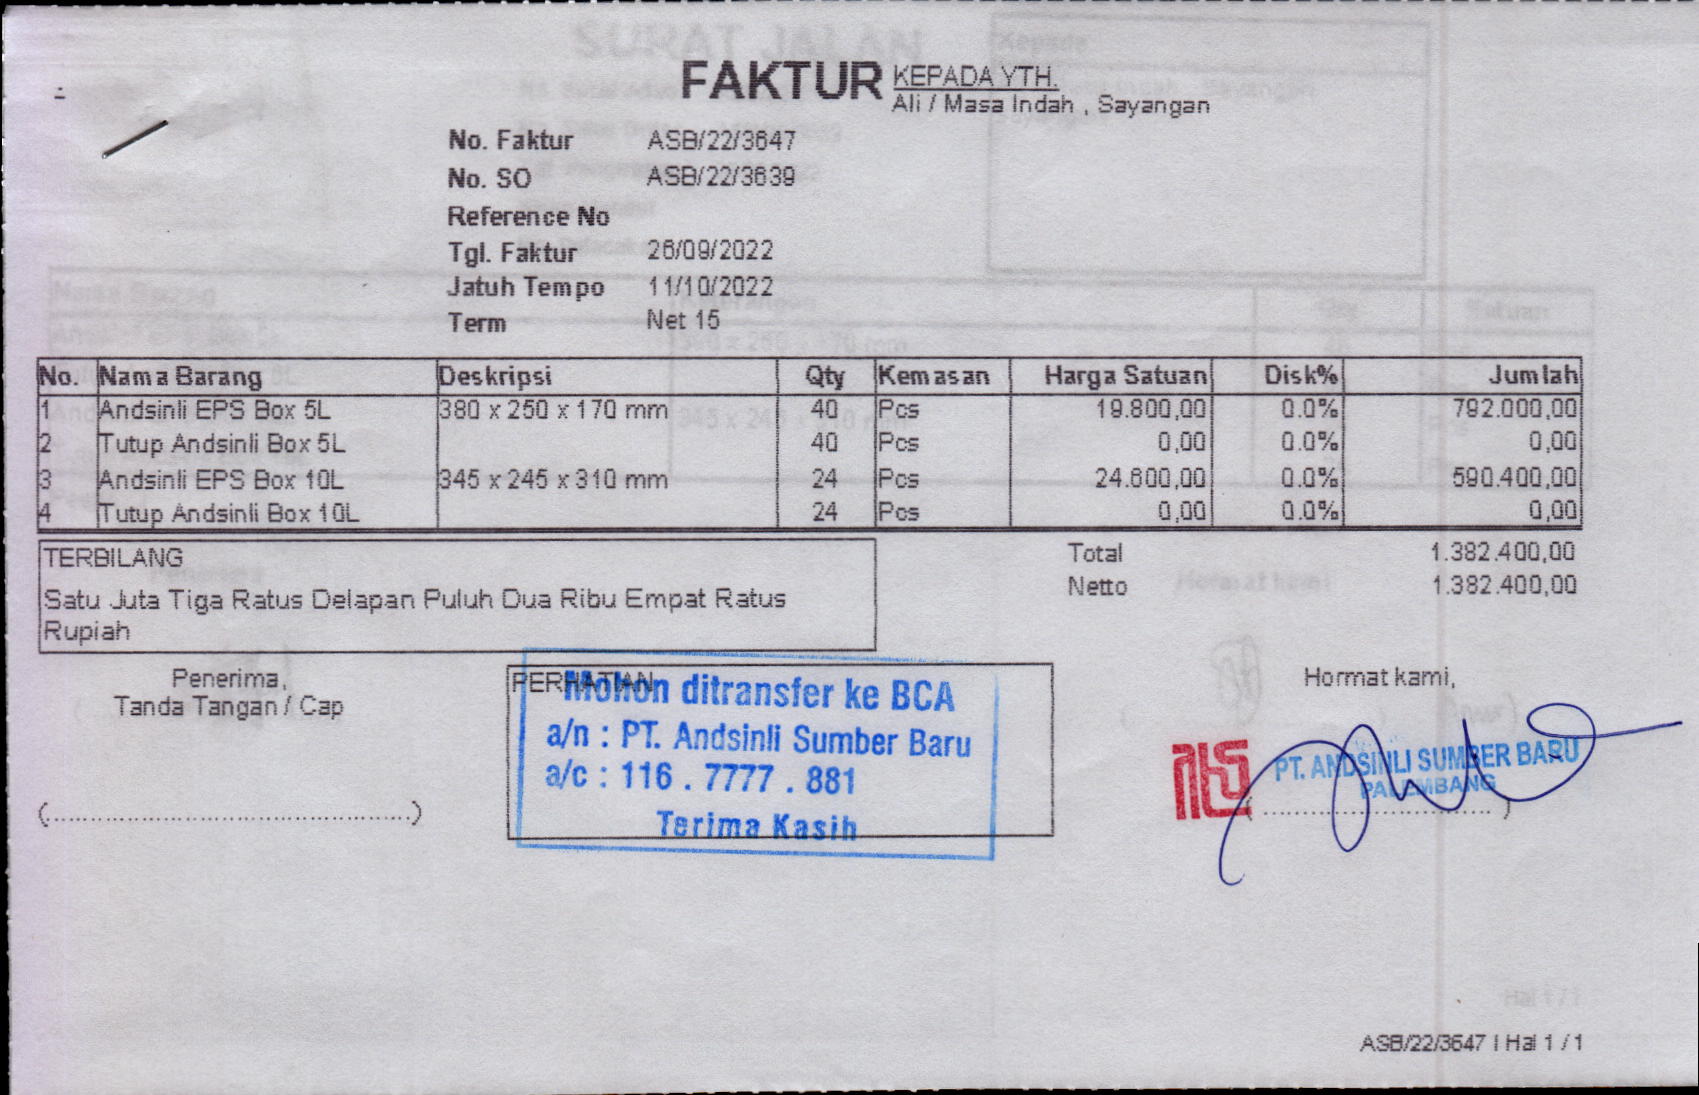 FAKTUR
KEPADA YTH.
Ali / Masa Indah , Sayangan
No. Faktur ASB/22/3647
No. SO ASB/22/3639
Reference No
Tgl. Faktur 26/09/2022
Jatuh Tempo 11/10/2022
Term Net 15
No. Nama Barang Deskripsi Qty Kemasan Harga Satuan Disk% Jumlah
1 Andsinli EPS Box 5L 380 x 250 x 170 mm 40 Pcs 19.800,00 0.0% 792.000,00
2 Tutup Andsinli Box 5L 40 Pcs 0,00 0.0% 0,00
3 Andsinli EPS Box 10L 345 x 245 x 310 mm 24 Pcs 24.600,00 0.0% 590.400,00
4 Tutup Andsinli Box 10L 24 Pcs 0,00 0.0% 0,00
TERBILANG
Satu Juta Tiga Ratus Delapan Puluh Dua Ribu Empat Ratus
Rupiah
Total 1.382.400,00
Netto 1.382.400,00
Penerima,
Tanda Tangan / Cap
(............................................)
PERHATIAN
Mohon ditransfer ke BCA
a/n : PT. Andsinli Sumber Baru
a/c : 116 . 7777 . 881
Terima Kasih
Hormat kami,
PT. ANDSINLI SUMBER BARU
PALEMBANG
(..............................)
ASB/22/3647 | Hal 1 / 1